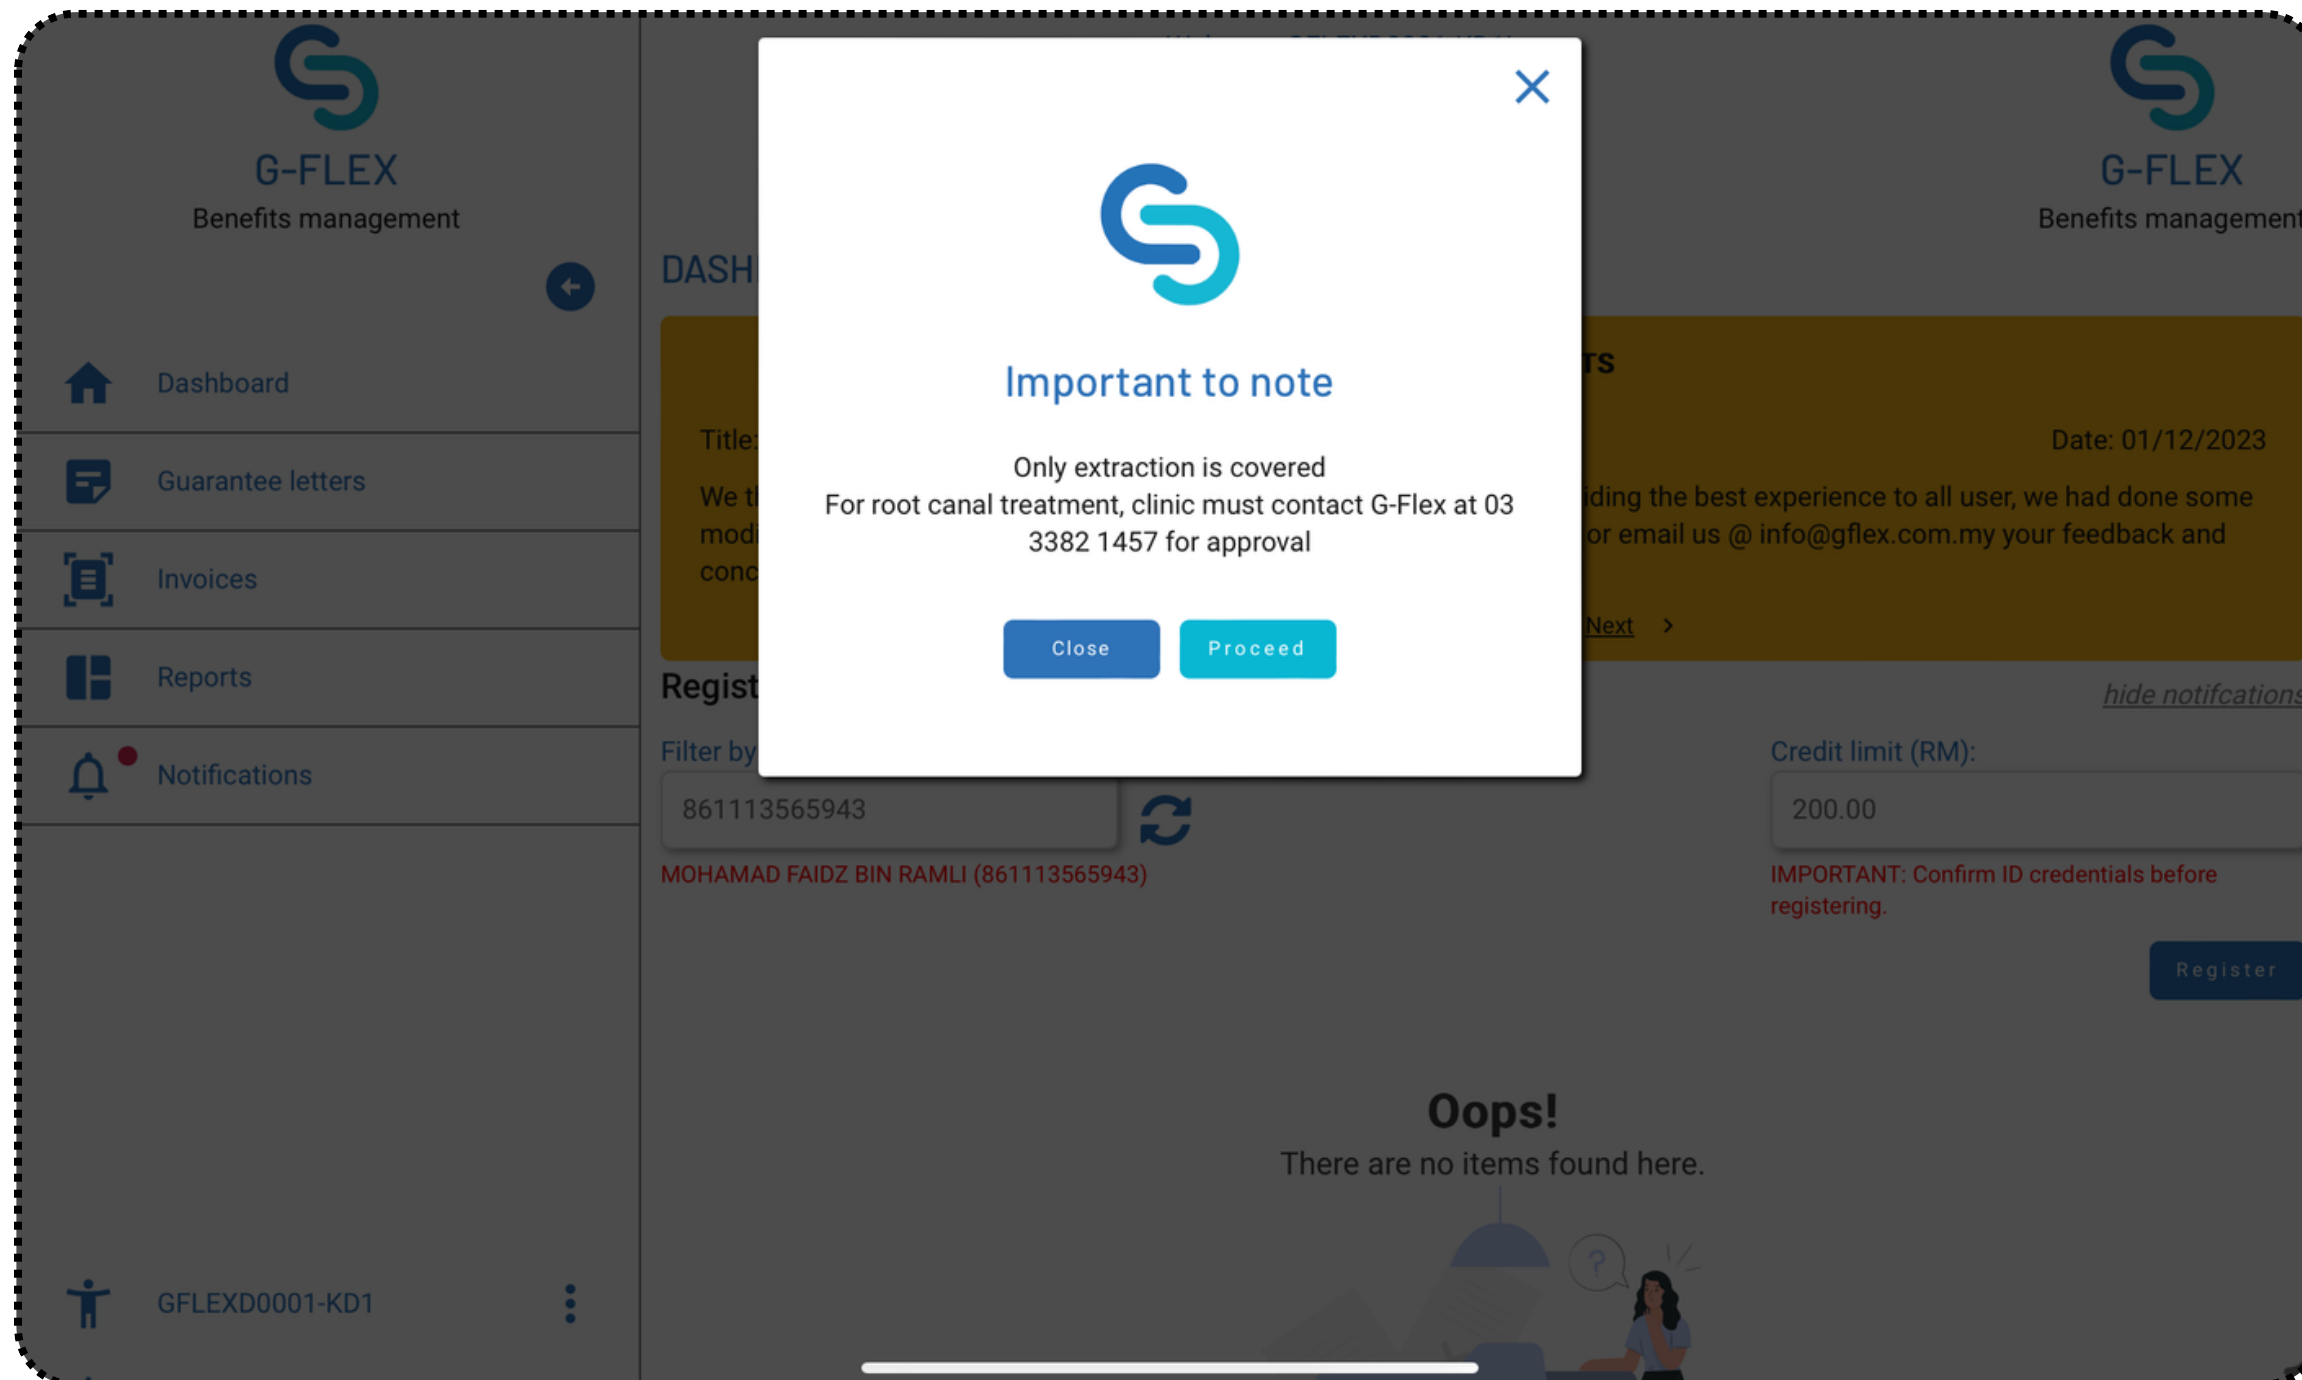 G-FLEX
Benefits management
Dashboard
Guarantee letters
Invoices
Reports
Notifications
GFLEXD0001-KD1
G-FLEX
Benefits management
DASH
TS
Title:
Date: 01/12/2023
iding the best experience to all user, we had done some
or email us @ info@gflex.com.my your feedback and
Next
Important to note
Only extraction is covered
For root canal treatment, clinic must contact G-Flex at 03
3382 1457 for approval
Close Proceed
Regist
hide notifcations
Filter by
861113565943
MOHAMAD FAIDZ BIN RAMLI (861113565943)
Credit limit (RM):
200.00
IMPORTANT: Confirm ID credentials before
registering.
Register
Oops!
There are no items found here.
?